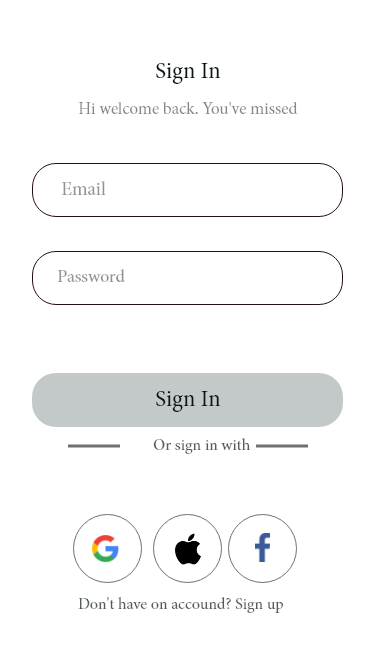 Sign In
Hi welcome back. You've missed
Email
Password
Sign In
Or sign in with
Don't have on accound? Sign up